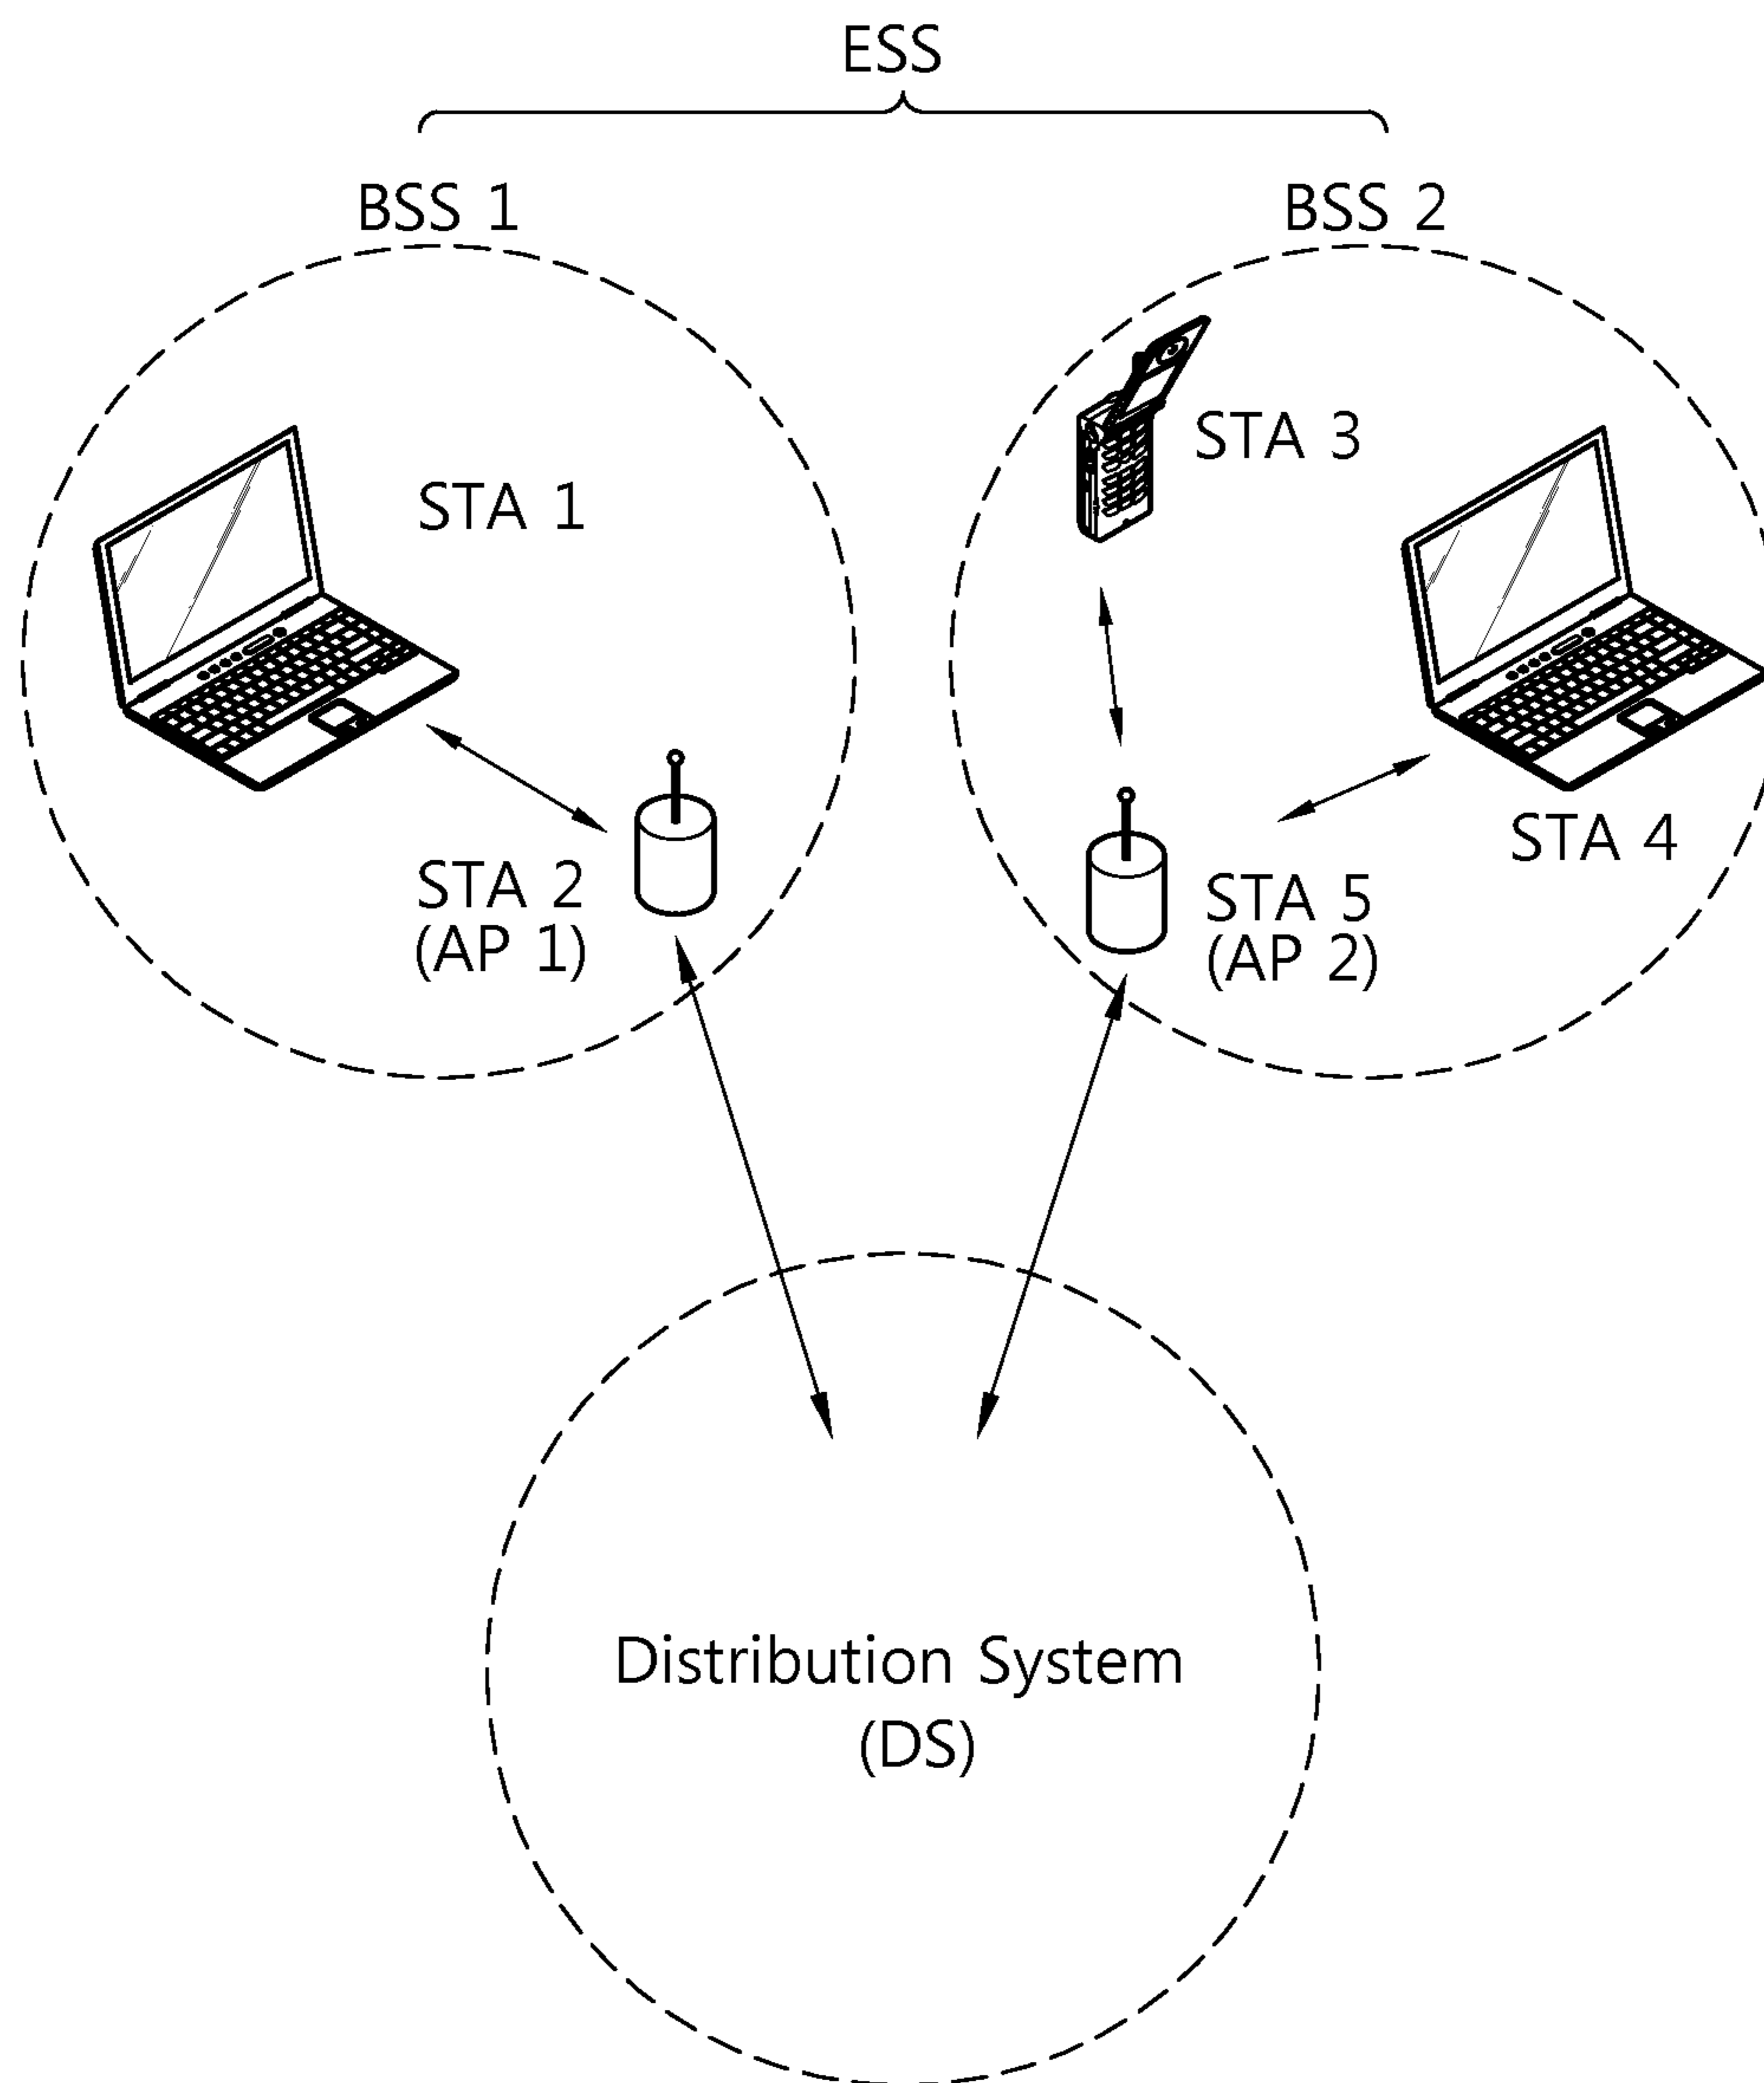 ESS
BSS 1
BSS 2
STA 1
STA 3
STA 4
STA 2
(AP 1)
STA 5
(AP 2)
Distribution System
(DS)